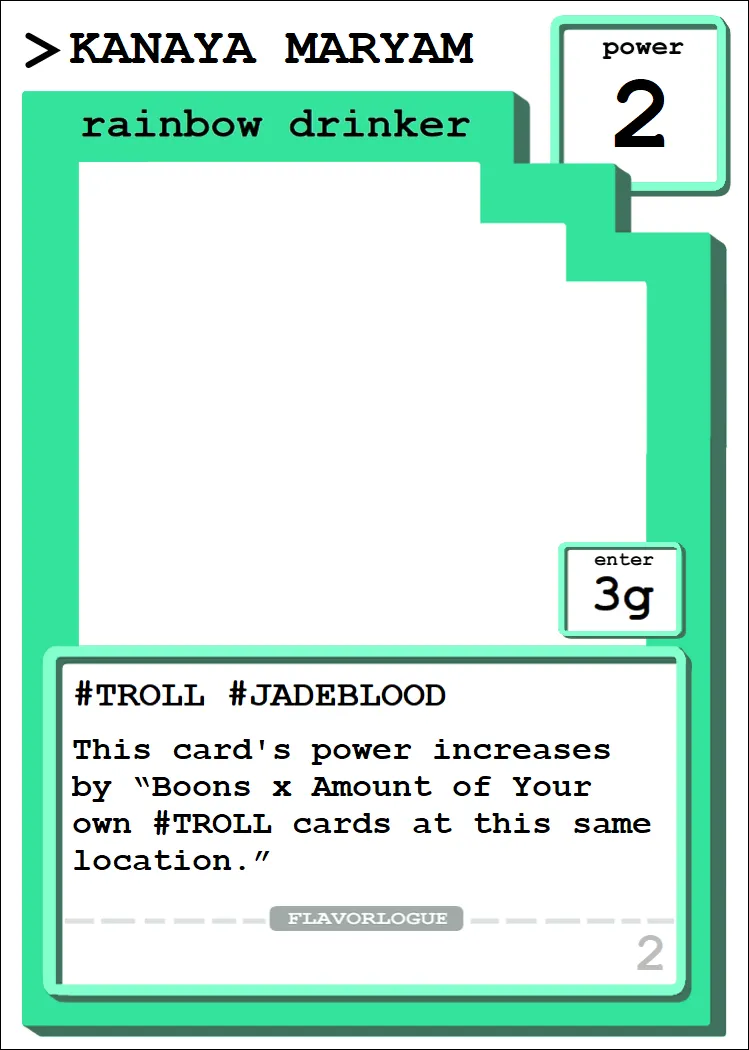 >KANAYA MARYAM
power
2
rainbow drinker
enter
3g
#TROLL #JADEBLOOD
This card's power increases
by “Boons x Amount of Your
own #TROLL cards at this same
location.”
FLAVORLOGUE
2